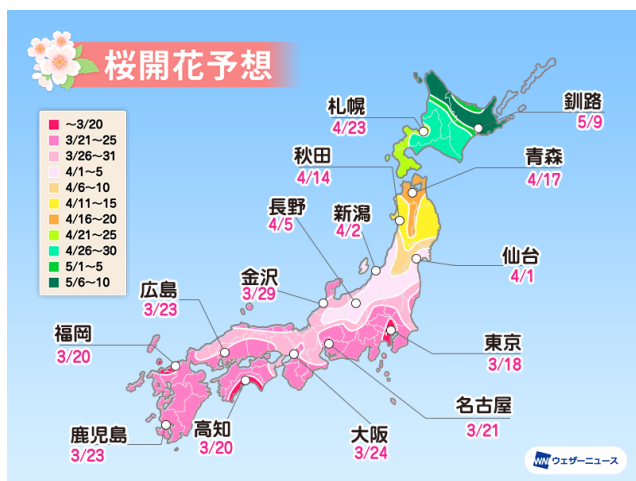 桜開花予想
～3/20
3/21～25
3/26～31
4/1～5
4/6～10
4/11～15
4/16～20
4/21～25
4/26～30
5/1～5
5/6～10
札幌
4/23
釧路
5/9
秋田
4/14
青森
4/17
長野
4/5
新潟
4/2
仙台
4/1
金沢
3/29
広島
3/23
福岡
3/20
東京
3/18
名古屋
3/21
大阪
3/24
高知
3/20
鹿児島
3/23
WN ウェザーニュース